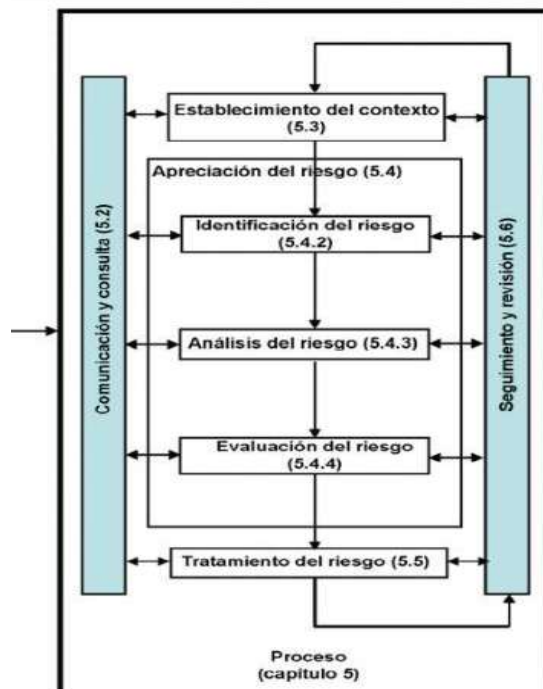 Establecimiento del contexto
(5.3)
Apreciación del riesgo (5.4)
Identificación del riesgo
(5.4.2)
Análisis del riesgo (5.4.3)
Evaluación del riesgo
(5.4.4)
Tratamiento del riesgo (5.5)
Comunicación y consulta (5.2)
Seguimiento y revisión (5.6)
Proceso
(capítulo 5)